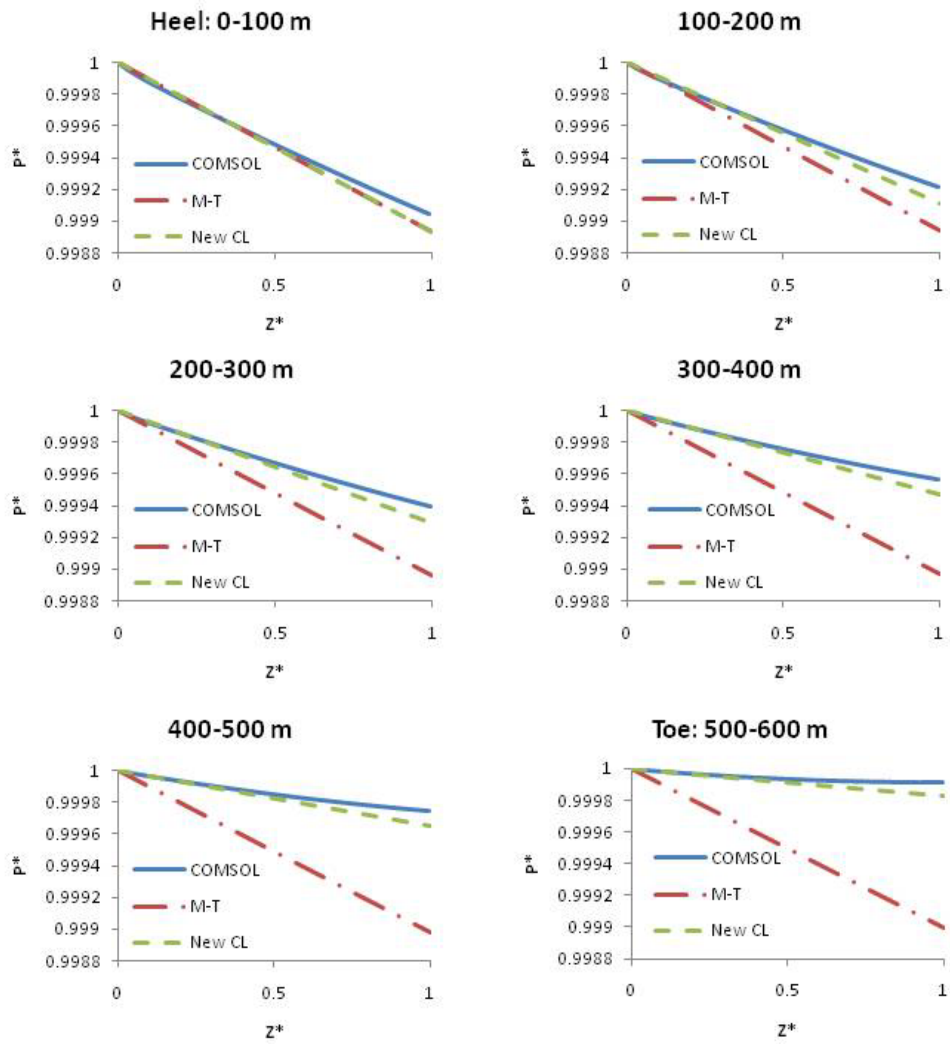 Heel: 0-100 m
1
0.9998
0.9996
0.9994
0.9992
0.999
0.9988
P*
COMSOL
M-T
New CL
0 0.5 1
Z*
100-200 m
1
0.9998
0.9996
0.9994
0.9992
0.999
0.9988
P*
COMSOL
M-T
New CL
0 0.5 1
Z*
200-300 m
1
0.9998
0.9996
0.9994
0.9992
0.999
0.9988
P*
COMSOL
M-T
New CL
0 0.5 1
Z*
300-400 m
1
0.9998
0.9996
0.9994
0.9992
0.999
0.9988
P*
COMSOL
M-T
New CL
0 0.5 1
Z*
400-500 m
1
0.9998
0.9996
0.9994
0.9992
0.999
0.9988
P*
COMSOL
M-T
New CL
0 0.5 1
Z*
Toe: 500-600 m
1
0.9998
0.9996
0.9994
0.9992
0.999
0.9988
P*
COMSOL
M-T
New CL
0 0.5 1
Z*